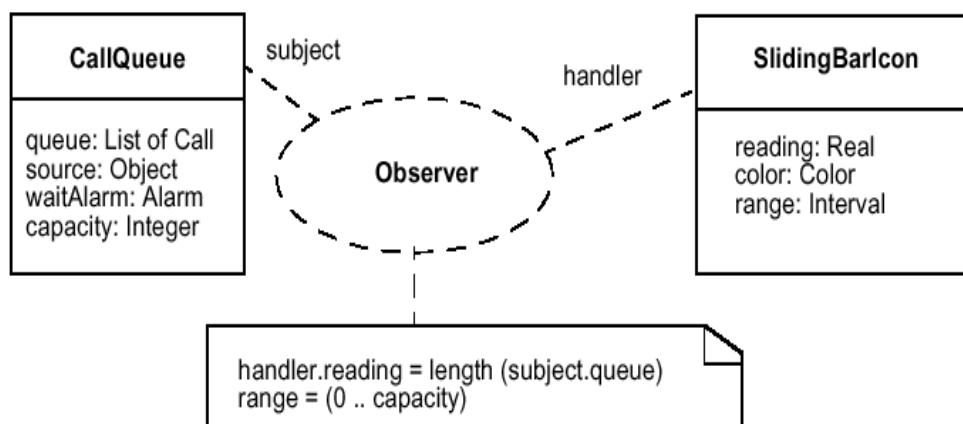 CallQueue
queue: List of Call
source: Object
waitAlarm: Alarm
capacity: Integer
subject
Observer
handler
SlidingBarIcon
reading: Real
color: Color
range: Interval
handler.reading = length (subject.queue)
range = (0 .. capacity)